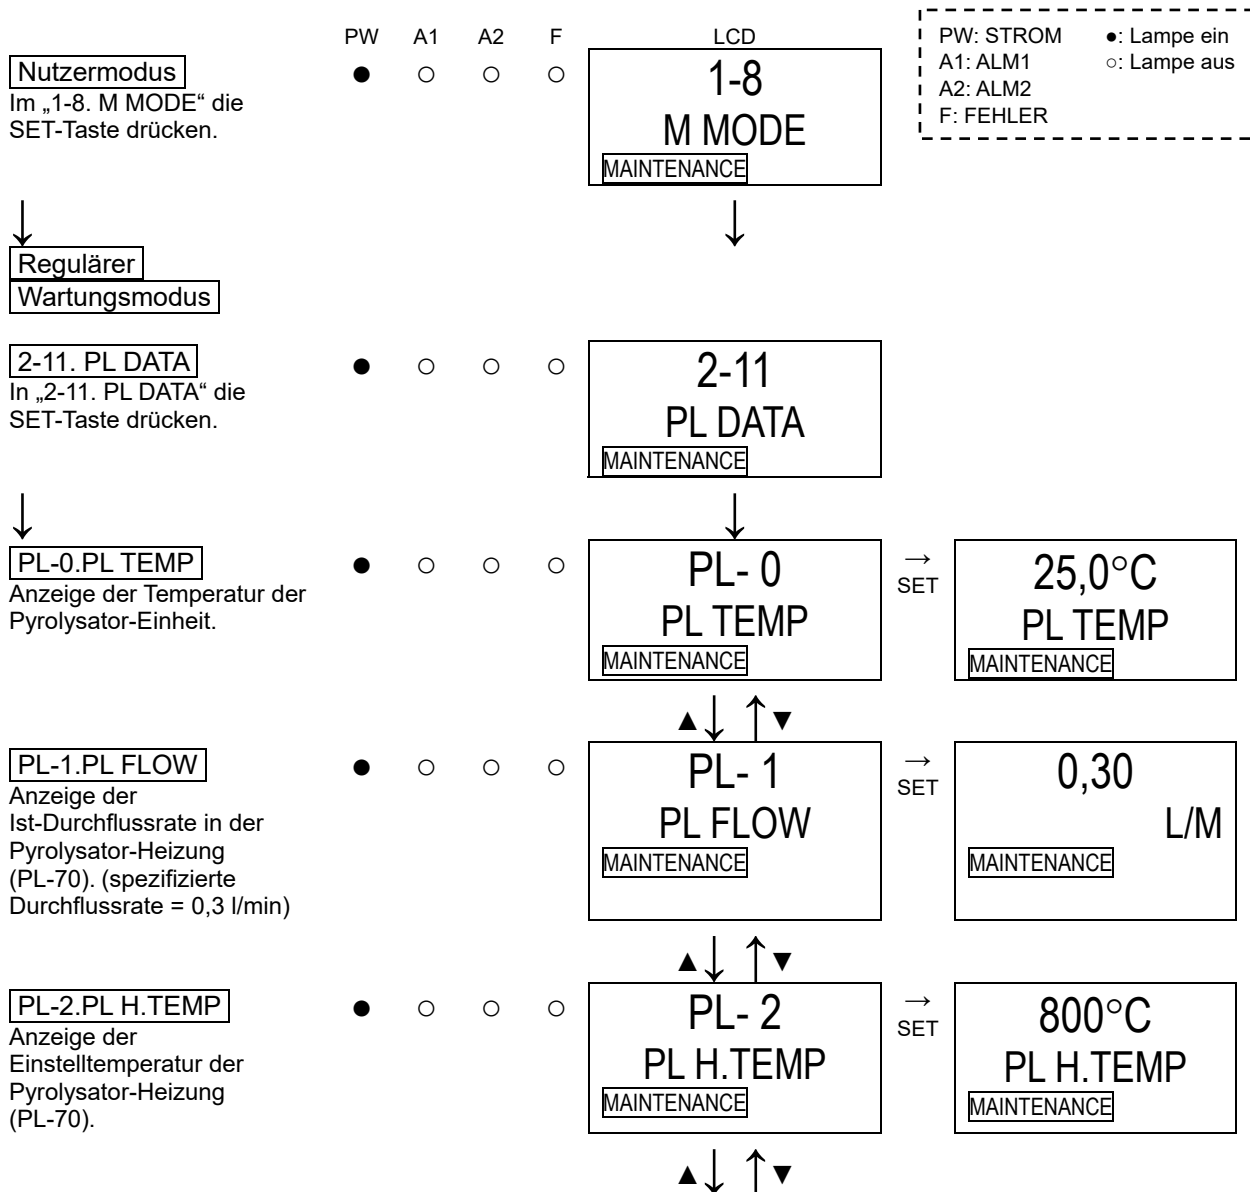 PW A1 A2 F LCD
PW: STROM ●: Lampe ein
A1: ALM1 ○: Lampe aus
A2: ALM2
F: FEHLER
Nutzermodus ● ○ ○ ○
Im „1-8. M MODE“ die
SET-Taste drücken.
1-8
M MODE
MAINTENANCE
↓ ↓
Regulärer
Wartungsmodus
2-11. PL DATA ● ○ ○ ○
In „2-11. PL DATA“ die
SET-Taste drücken.
2-11
PL DATA
MAINTENANCE
↓ ↓
PL-0.PL TEMP ● ○ ○ ○
Anzeige der Temperatur der
Pyrolysator-Einheit.
PL- 0
PL TEMP
MAINTENANCE
→
SET
25,0°C
PL TEMP
MAINTENANCE
▲↓ ↑▼
PL-1.PL FLOW ● ○ ○ ○
Anzeige der
Ist-Durchflussrate in der
Pyrolysator-Heizung
(PL-70). (spezifizierte
Durchflussrate = 0,3 l/min)
PL- 1
PL FLOW
MAINTENANCE
→
SET
0,30
L/M
MAINTENANCE
▲↓ ↑▼
PL-2.PL H.TEMP ● ○ ○ ○
Anzeige der
Einstelltemperatur der
Pyrolysator-Heizung
(PL-70).
PL- 2
PL H.TEMP
MAINTENANCE
→
SET
800°C
PL H.TEMP
MAINTENANCE
▲↓ ↑▼